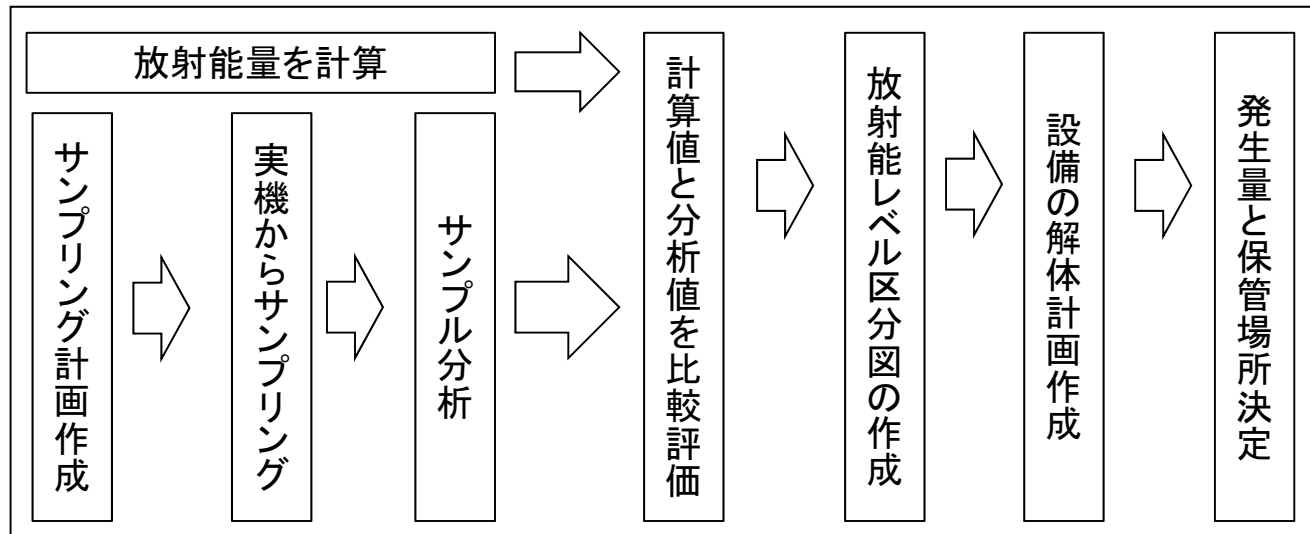 放射能量を計算
サンプリング計画作成
実機からサンプリング
サンプル分析
計算値と分析値を比較評価
放射能レベル区分図の作成
設備の解体計画作成
発生量と保管場所決定